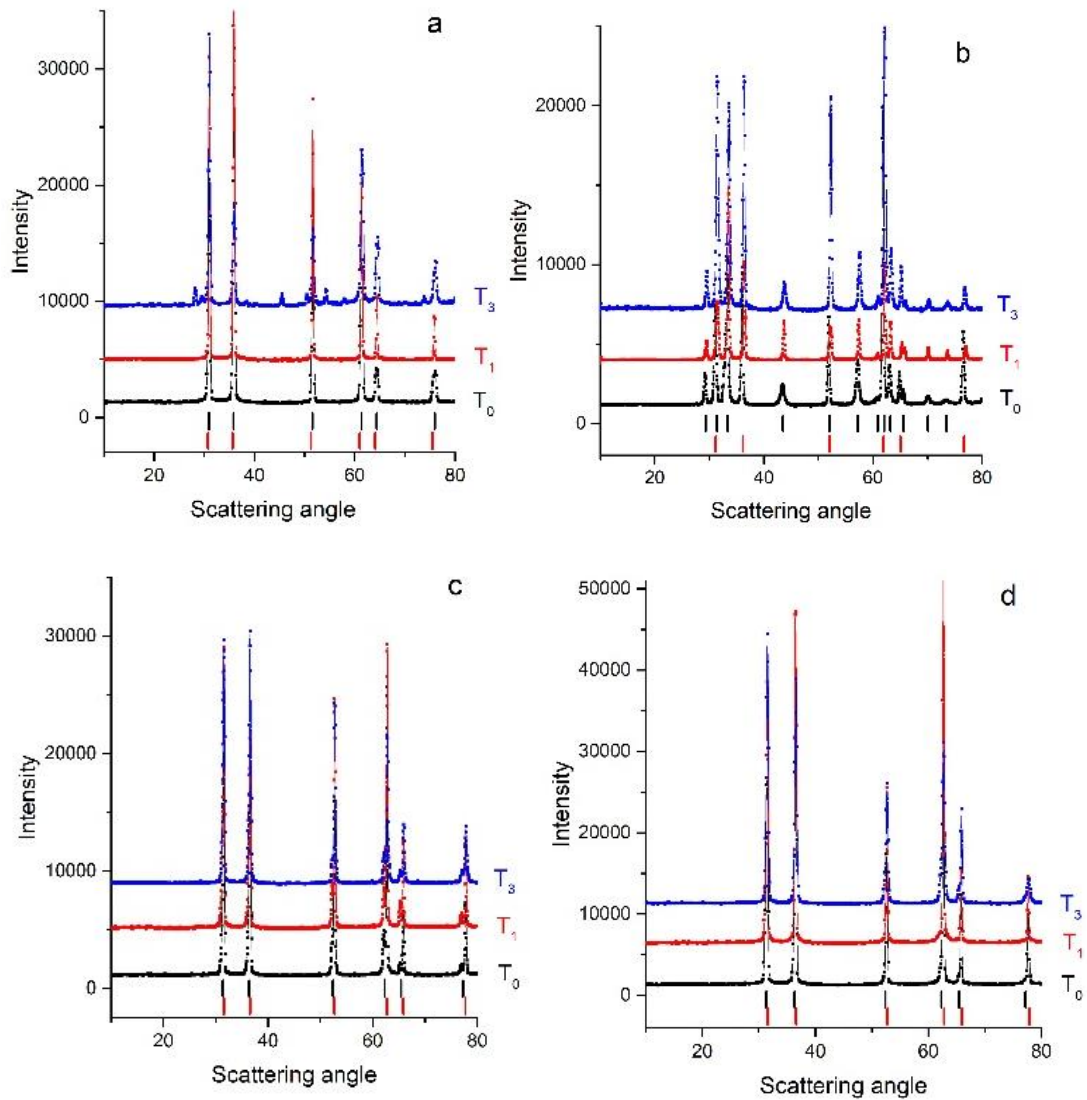 a
30000
20000
10000
0
Intensity
T3
T1
T0
20 40 60 80
Scattering angle
b
20000
10000
0
Intensity
T3
T1
T0
20 40 60 80
Scattering angle
c
30000
20000
10000
0
Intensity
T3
T1
T0
20 40 60 80
Scattering angle
d
50000
40000
30000
20000
10000
0
Intensity
T3
T1
T0
20 40 60 80
Scattering angle